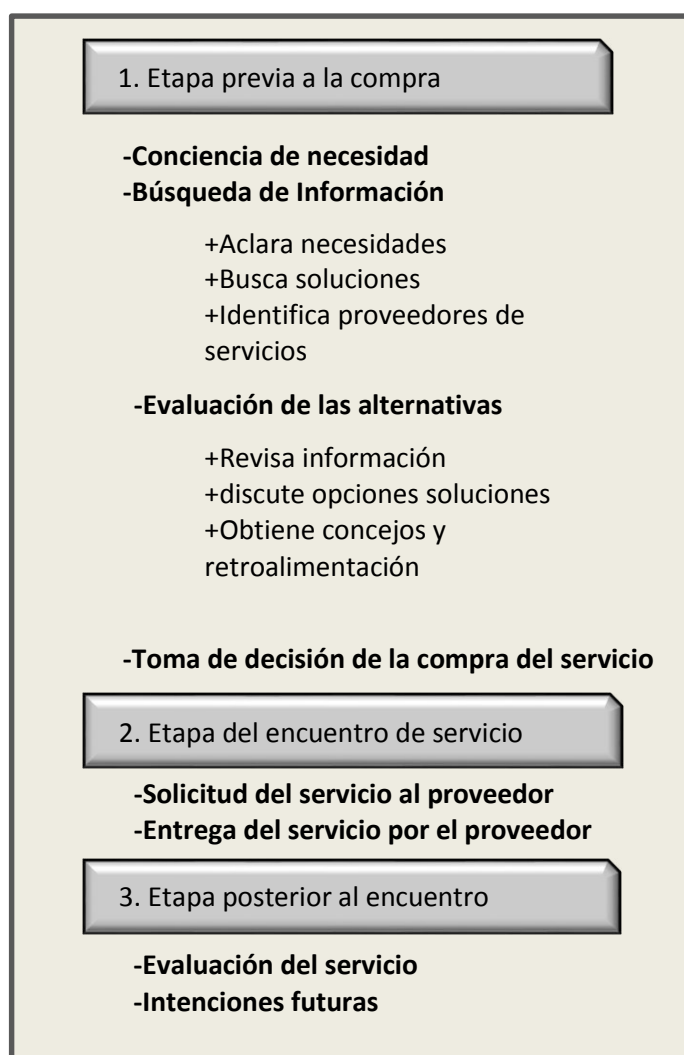 1. Etapa previa a la compra
-Conciencia de necesidad
-Búsqueda de Información
+Aclara necesidades
+Busca soluciones
+Identifica proveedores de
servicios
-Evaluación de las alternativas
+Revisa información
+discute opciones soluciones
+Obtiene concejos y
retroalimentación
-Toma de decisión de la compra del servicio
2. Etapa del encuentro de servicio
-Solicitud del servicio al proveedor
-Entrega del servicio por el proveedor
3. Etapa posterior al encuentro
-Evaluación del servicio
-Intenciones futuras